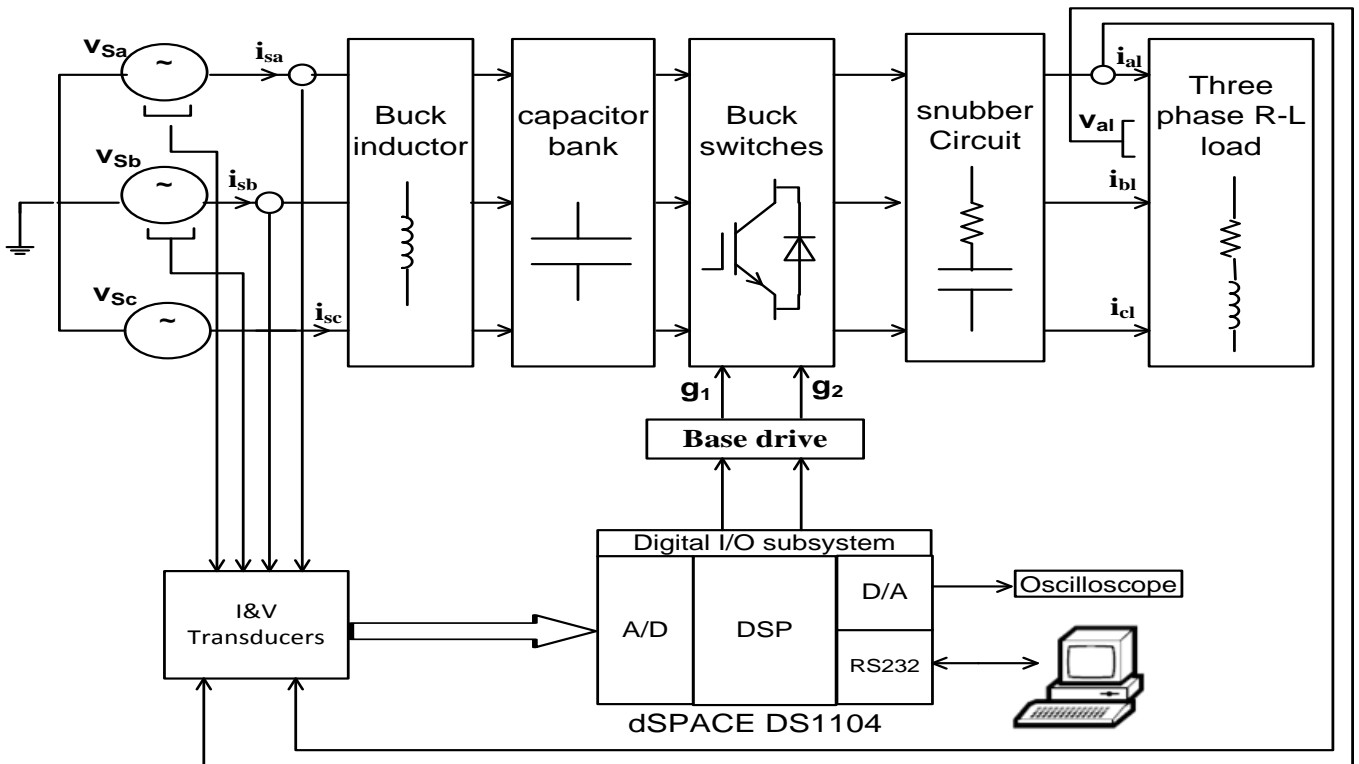 vSa
~
isa
Buck
inductor
capacitor
bank
Buck
switches
snubber
Circuit
ial
Three
phase R-L
load
val
vSb
~
isb
ibl
vSc
~
isc
icl
g1
g2
Base drive
Digital I/O subsystem
I&V
Transducers
A/D
DSP
D/A
Oscilloscope
RS232
dSPACE DS1104